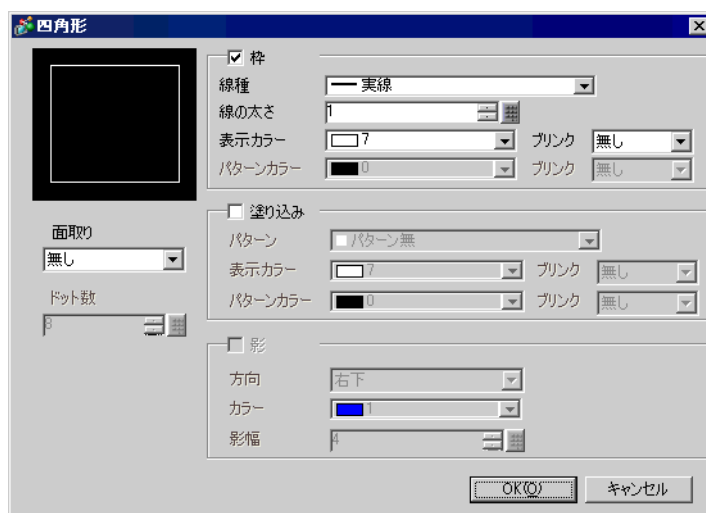 四角形
枠
線種 実線
線の太さ 1
表示カラー 7 ブリンク 無し
パターンカラー 0 ブリンク 無し
面取り
無し
ドット数
8
塗り込み
パターン パターン無
表示カラー 7 ブリンク 無し
パターンカラー 0 ブリンク 無し
影
方向 右下
カラー 1
影幅 4
OK(O) キャンセル